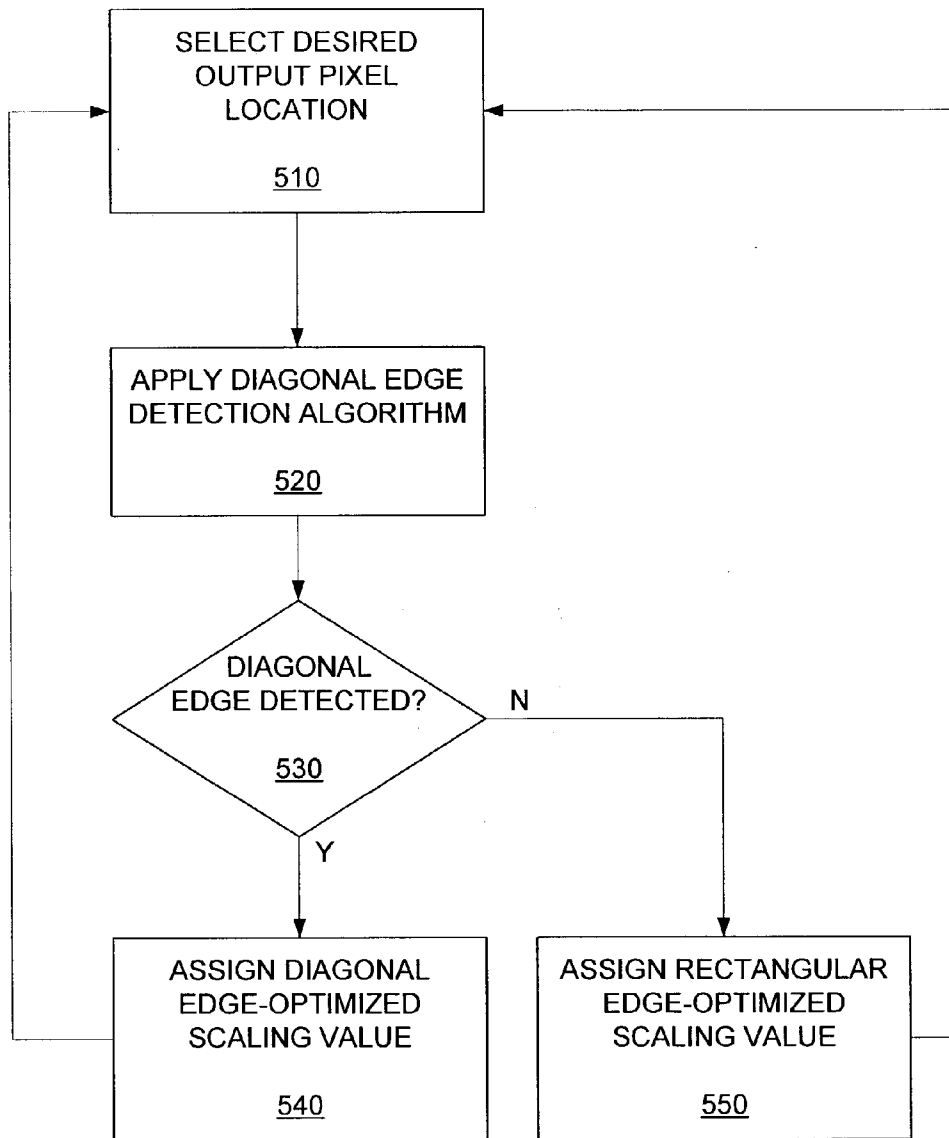 SELECT DESIRED
OUTPUT PIXEL
LOCATION
510
APPLY DIAGONAL EDGE
DETECTION ALGORITHM
520
DIAGONAL
EDGE DETECTED?
530
N
Y
ASSIGN DIAGONAL
EDGE-OPTIMIZED
SCALING VALUE
540
ASSIGN RECTANGULAR
EDGE-OPTIMIZED
SCALING VALUE
550